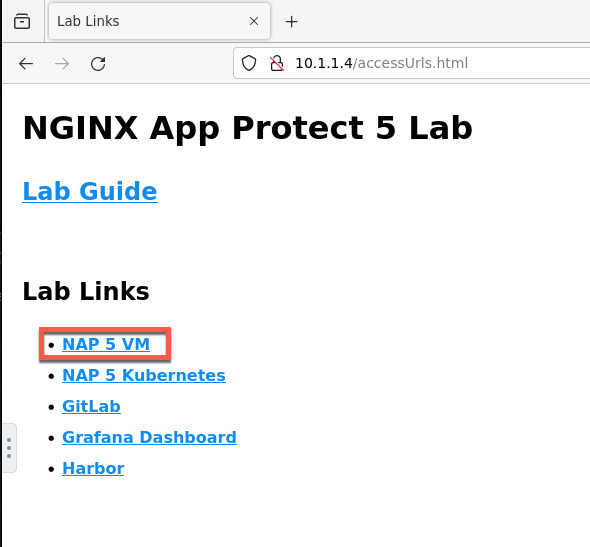 Lab Links
10.1.1.4/accessUrls.html
NGINX App Protect 5 Lab
Lab Guide
Lab Links
• NAP 5 VM
• NAP 5 Kubernetes
• GitLab
• Grafana Dashboard
• Harbor